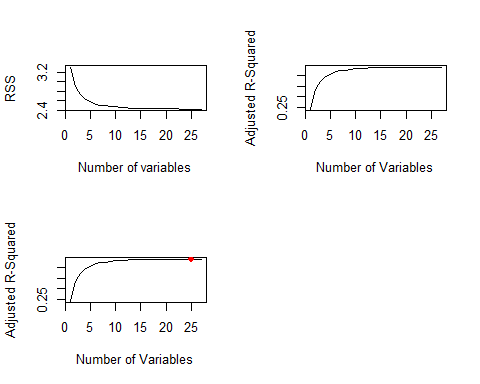 RSS
3.2
2.4
0 5 10 15 20 25
Number of variables
Adjusted R-Squared
0.25
0 5 10 15 20 25
Number of Variables
Adjusted R-Squared
0.25
0 5 10 15 20 25
Number of Variables